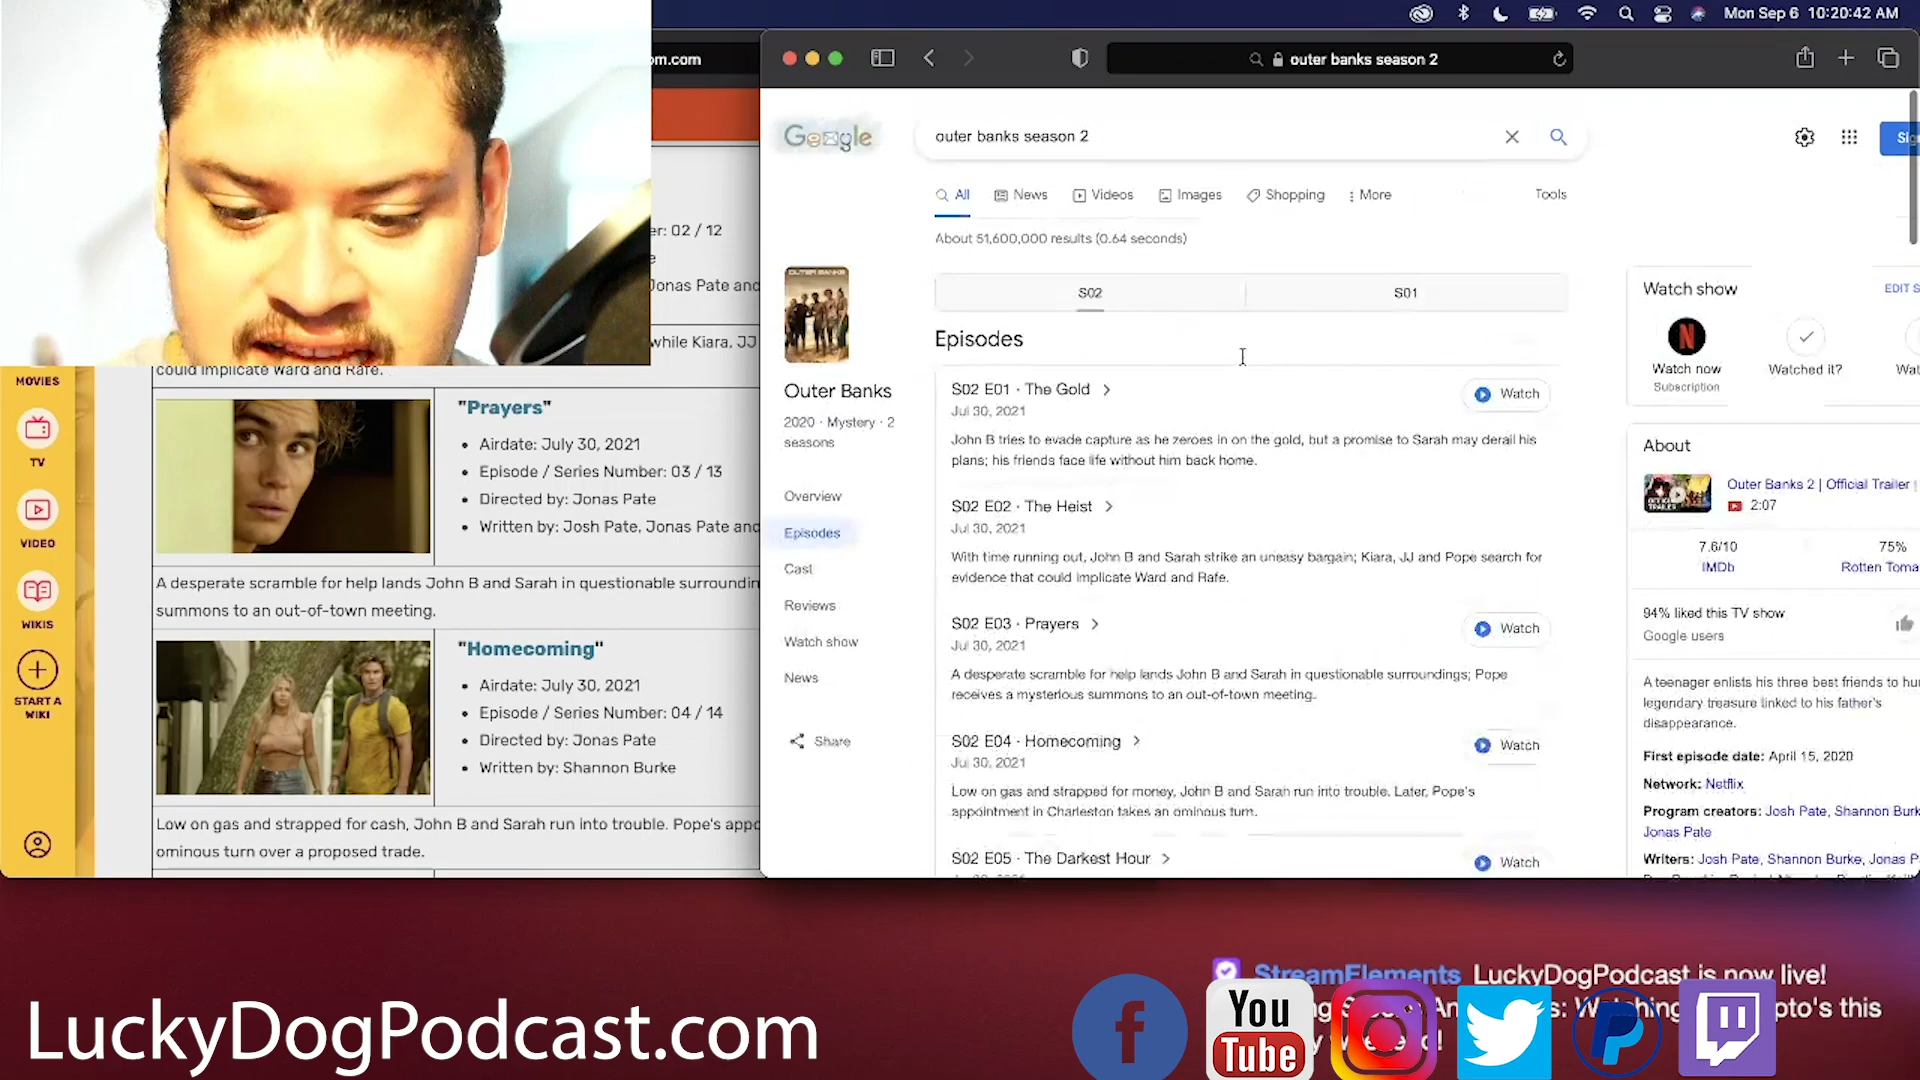 Mon Sep 6 10:20:42 AM
om.com
outer banks season 2
Google
outer banks season 2
Sig
All
News
Videos
Images
Shopping
More
Tools
About 51,600,000 results (0.64 seconds)
S02
S01
Episodes
Outer Banks
2020 · Mystery · 2
seasons
Overview
Episodes
Cast
Reviews
Watch show
News
Share
S02 E01 · The Gold
Jul 30, 2021
Watch
John B tries to evade capture as he zeroes in on the gold, but a promise to Sarah may derail his
plans; his friends face life without him back home.
S02 E02 · The Heist
Jul 30, 2021
With time running out, John B and Sarah strike an uneasy bargain; Kiara, JJ and Pope search for
evidence that could implicate Ward and Rafe.
S02 E03 · Prayers
Jul 30, 2021
Watch
A desperate scramble for help lands John B and Sarah in questionable surroundings; Pope
receives a mysterious summons to an out-of-town meeting.
S02 E04 · Homecoming
Jul 30, 2021
Watch
Low on gas and strapped for money, John B and Sarah run into trouble. Later, Pope's
appointment in Charleston takes an ominous turn.
S02 E05 · The Darkest Hour
Watch
Watch show
EDIT S
Watch now
Subscription
Watched it?
Wat
About
Outer Banks 2 | Official Trailer |
2:07
7.6/10
IMDb
75%
Rotten Toma
94% liked this TV show
Google users
A teenager enlists his three best friends to hu
legendary treasure linked to his father's
disappearance.
First episode date: April 15, 2020
Network: Netflix
Program creators: Josh Pate, Shannon Burk
Jonas Pate
Writers: Josh Pate, Shannon Burke, Jonas P
er: 02 / 12
onas Pate and
while Kiara, JJ
could implicate Ward and Rafe.
MOVIES
TV
VIDEO
WIKIS
START A
WIKI
"Prayers"
Airdate: July 30, 2021
Episode / Series Number: 03 / 13
Directed by: Jonas Pate
Written by: Josh Pate, Jonas Pate and
A desperate scramble for help lands John B and Sarah in questionable surroundin
summons to an out-of-town meeting.
"Homecoming"
Airdate: July 30, 2021
Episode / Series Number: 04 / 14
Directed by: Jonas Pate
Written by: Shannon Burke
Low on gas and strapped for cash, John B and Sarah run into trouble. Pope's appo
ominous turn over a proposed trade.
StreamElements LuckyDogPodcast is now live!
LuckyDogPodcast.com
You
Tube